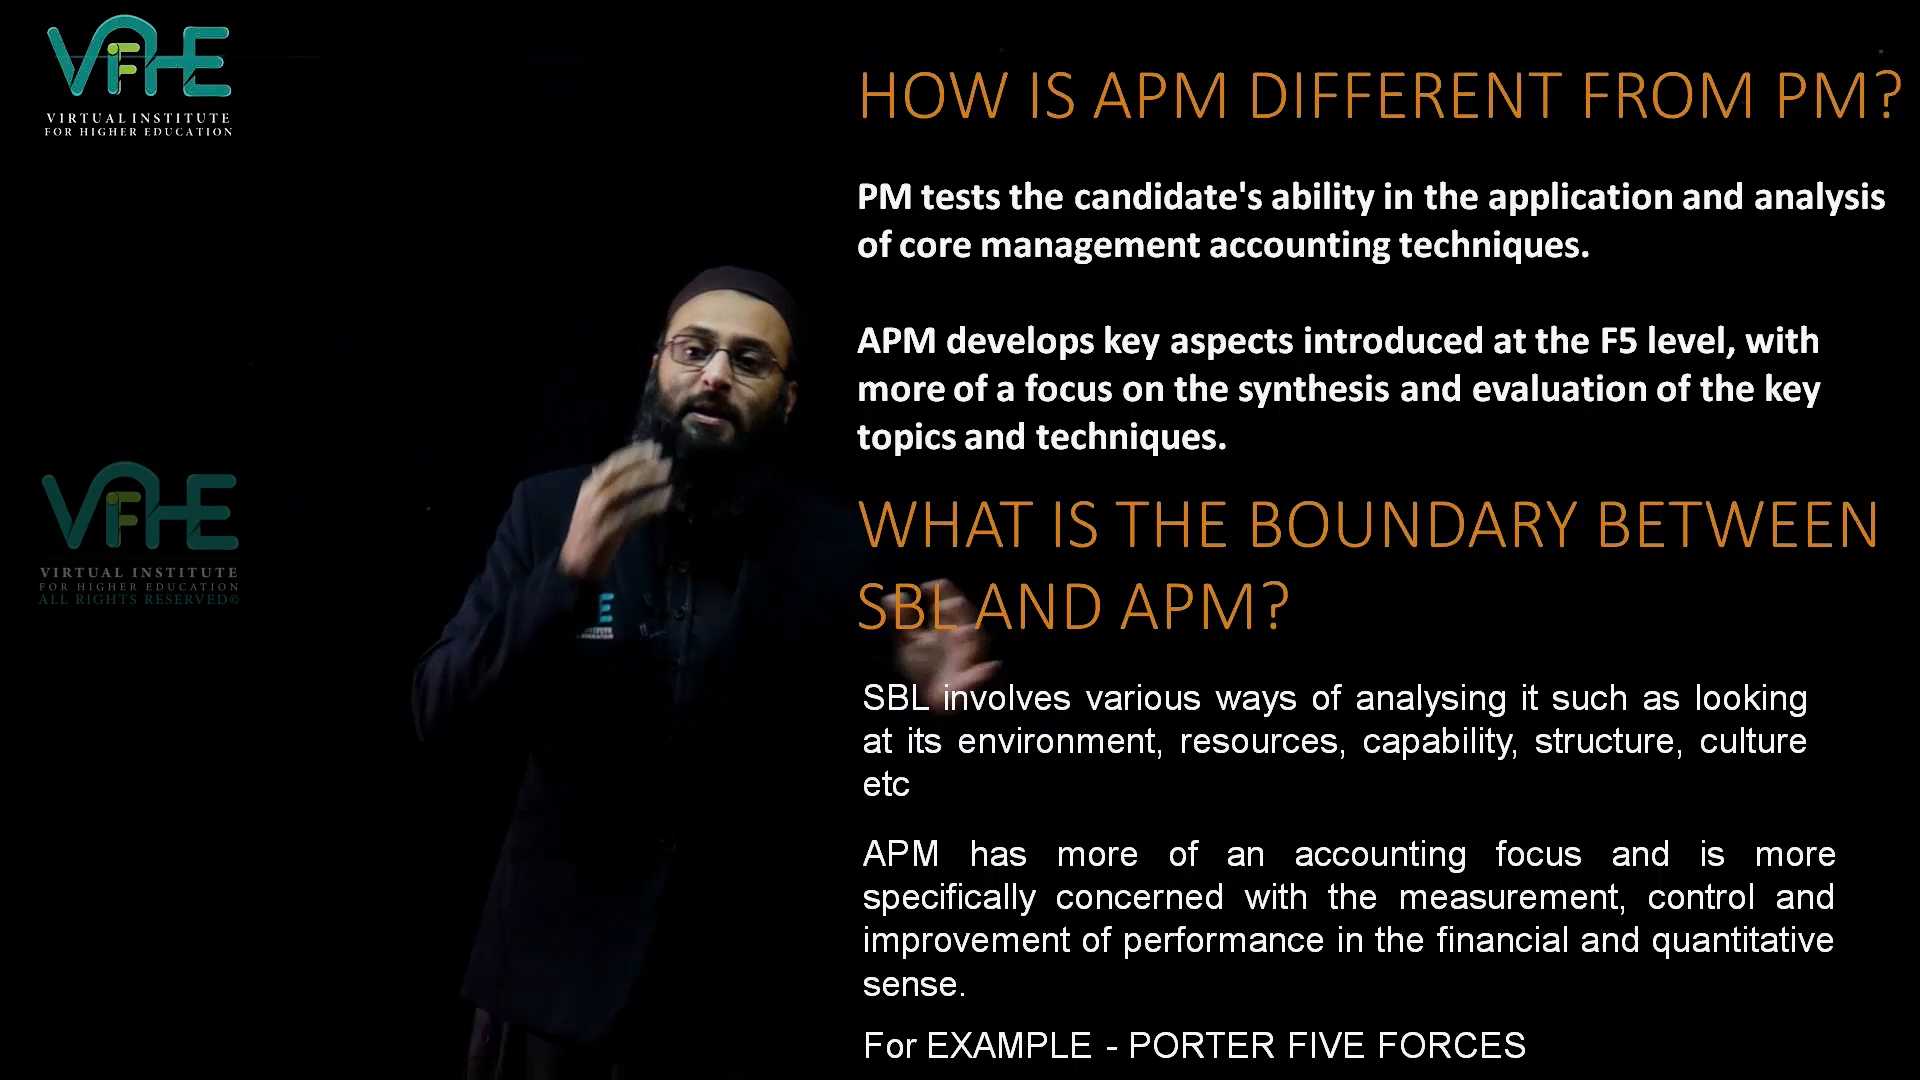 VIFHE
VIRTUAL INSTITUTE
FOR HIGHER EDUCATION
HOW IS APM DIFFERENT FROM PM?
PM tests the candidate's ability in the application and analysis
of core management accounting techniques.
APM develops key aspects introduced at the F5 level, with
more of a focus on the synthesis and evaluation of the key
topics and techniques.
VIFHE
VIRTUAL INSTITUTE
FOR HIGHER EDUCATION
ALL RIGHTS RESERVED©
WHAT IS THE BOUNDARY BETWEEN
SBL AND APM?
SBL involves various ways of analysing it such as looking
at its environment, resources, capability, structure, culture
etc
APM has more of an accounting focus and is more
specifically concerned with the measurement, control and
improvement of performance in the financial and quantitative
sense.
For EXAMPLE - PORTER FIVE FORCES